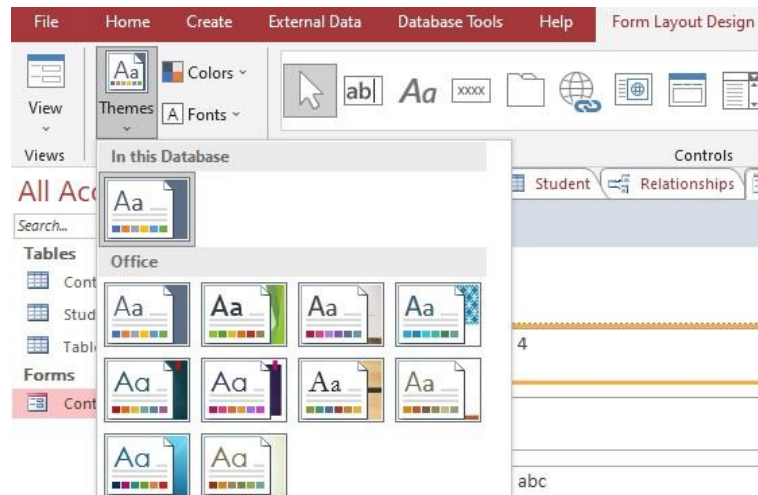 File Home Create External Data Database Tools Help Form Layout Design
Aa Colors
ab Aa xxxx
View Themes A Fonts
Views In this Database Controls
All Acc Aa Student Relationships
Search...
Tables Office
Cont
Stud Aa Aa Aa Aa
Tabl 4
Forms Aa Aa Aa Aa
Cont
Aa Aa
abc